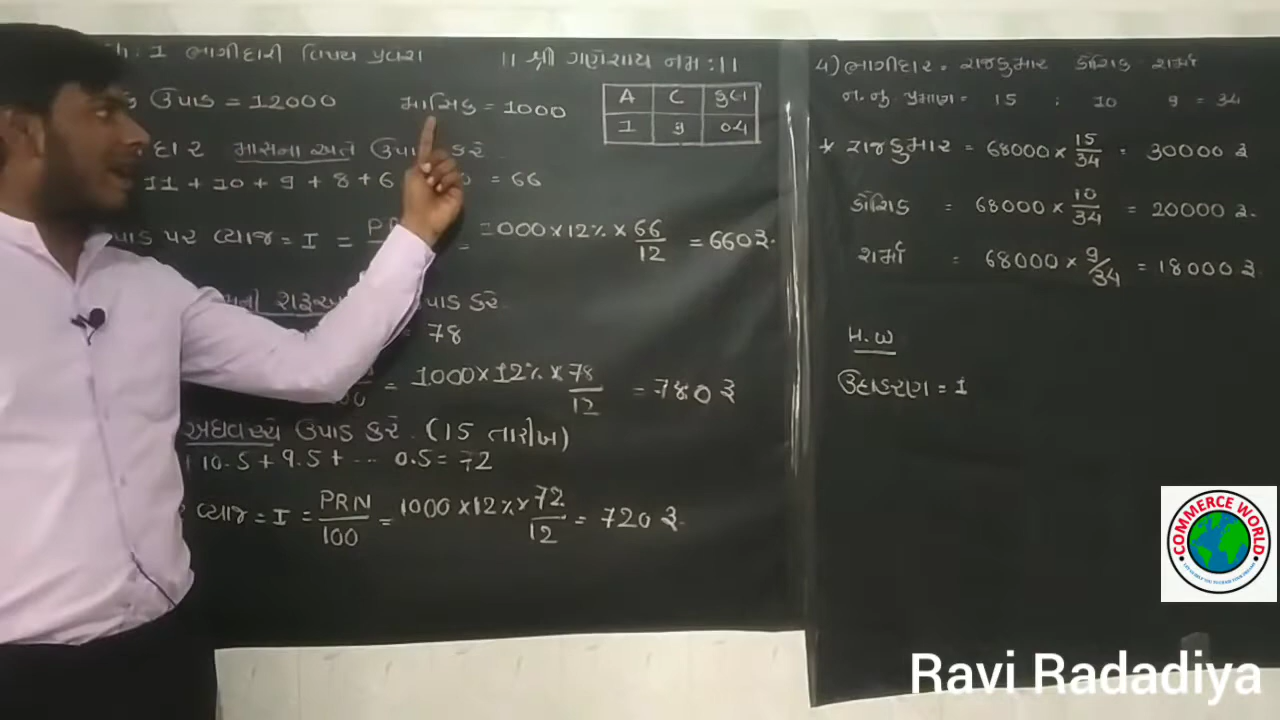 : 1 ભાગીદારી વિષય પ્રવેશ
॥ શ્રી ગણેશાય નમઃ ॥
ઉપાડ = 12000 માસિક = 1000
A C કુલ
1 3 04
માસના અંતે ઉપાડ કરે
11 + 10 + 9 + 8 + 6 = 66
પર વ્યાજ = I = = 1000 × 12% × 66/12 = 660 રૂ.
કરે
78
= 1000 × 12% × 78/12 = 780 રૂ
અધવચ્ચે ઉપાડ કરે. (15 તારીખ)
10.5 + 9.5 + ... 0.5 = 72
વ્યાજ = I = PRN/100 = 1000 × 12% × 72/12 = 720 રૂ.
4) ભાગીદાર = રાજકુમાર કૌશિક શર્મા
ન.નું પ્રમાણ = 15 : 10 9 = 34
* રાજકુમાર = 68000 × 15/34 = 30000 રૂ
કૌશિક = 68000 × 10/34 = 20000 રૂ.
શર્મા = 68000 × 9/34 = 18000 રૂ.
H.W
ઉદાહરણ = 1
COMMERCE WORLD
Ravi Radadiya